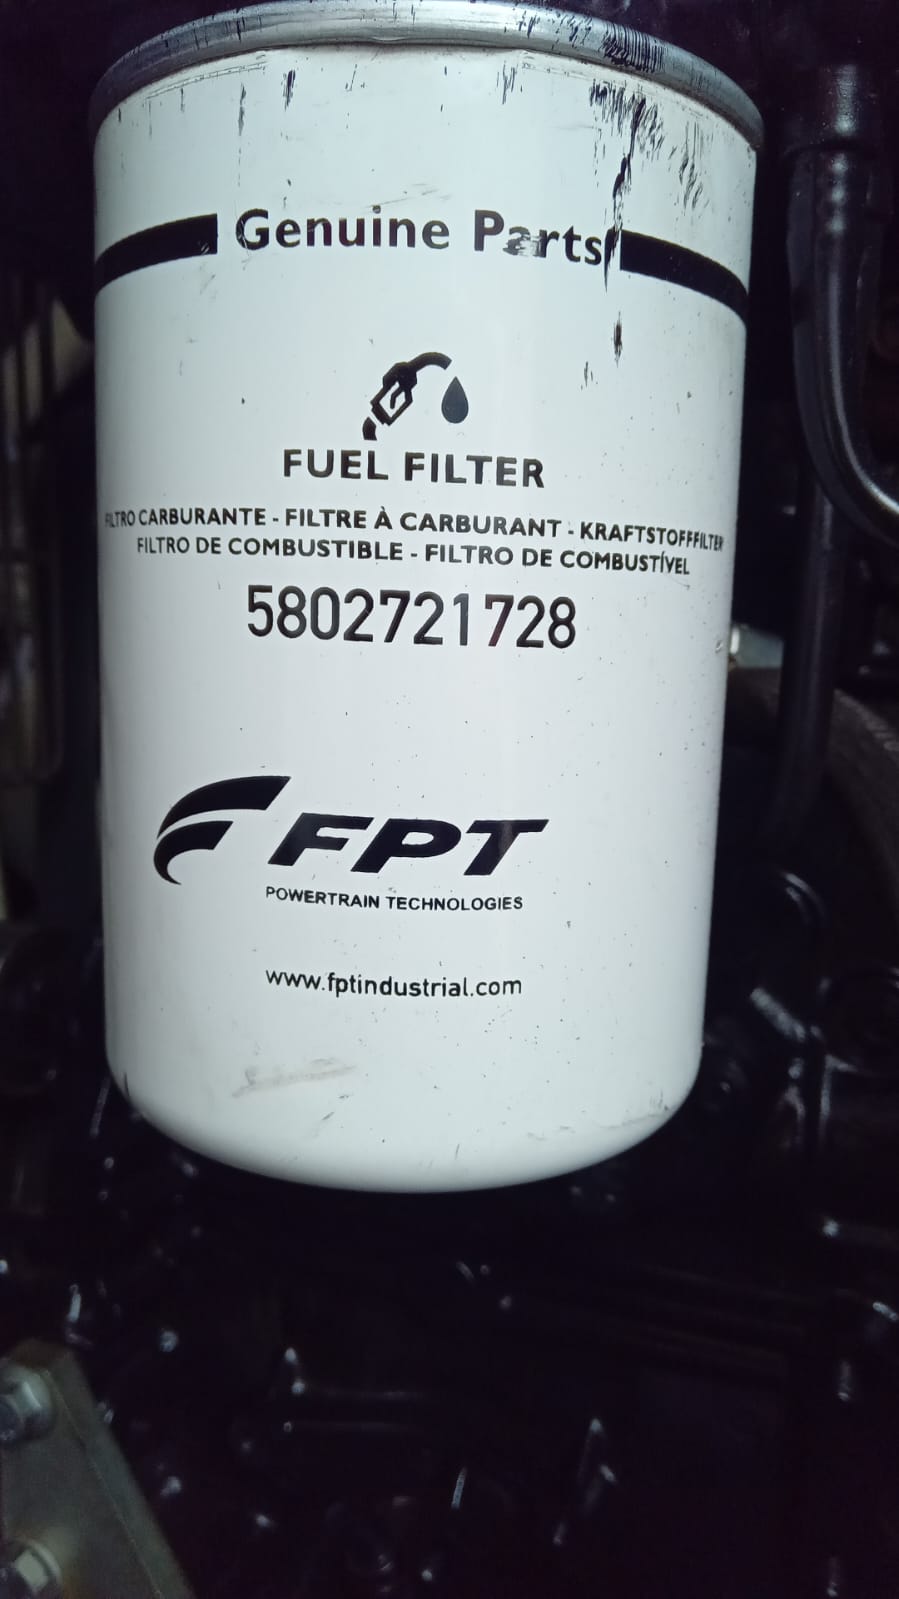 Genuine Parts
FUEL FILTER
FILTRO CARBURANTE - FILTRE À CARBURANT - KRAFTSTOFFFILTER
FILTRO DE COMBUSTIBLE - FILTRO DE COMBUSTÍVEL
5802721728
FPT
POWERTRAIN TECHNOLOGIES
www.fptindustrial.com